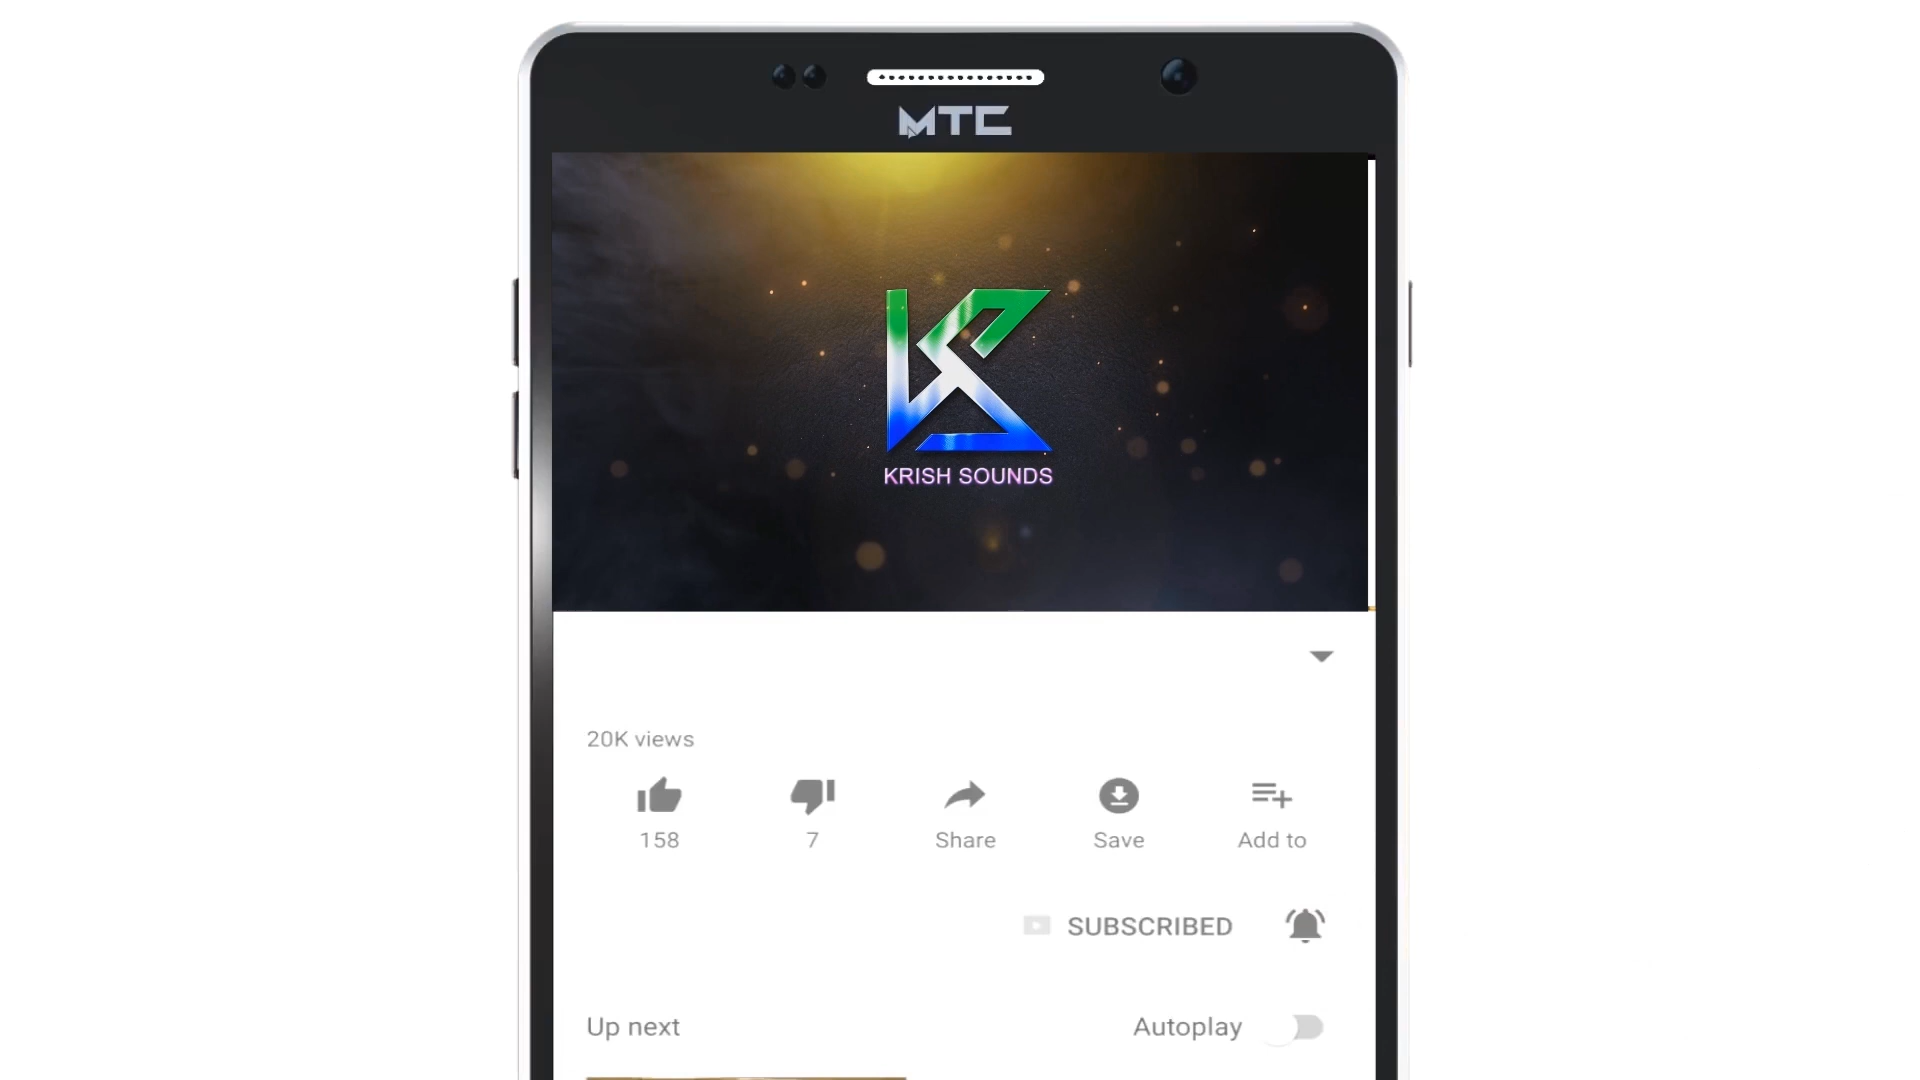 MTC
KRISH SOUNDS
20K views
158
7
Share
Save
Add to
SUBSCRIBED
Up next
Autoplay